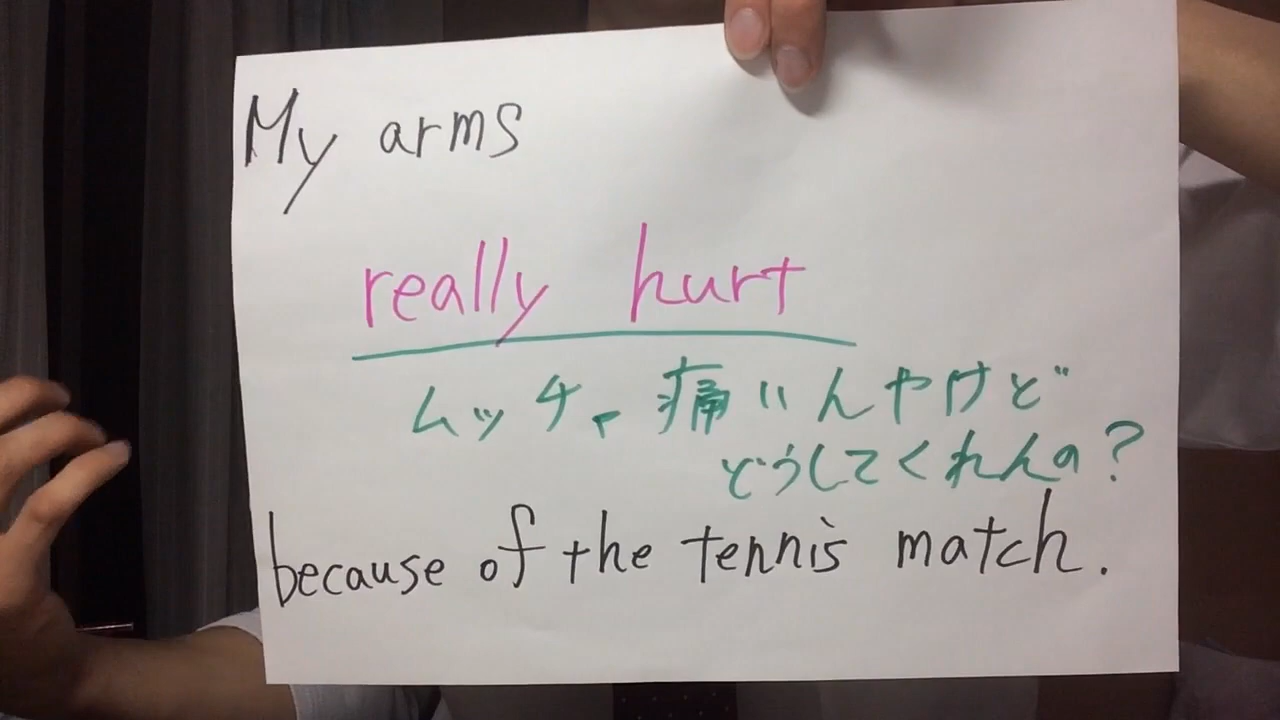 My arms
really hurt
ムッチャ痛いんやけど
どうしてくれんの?
because of the tennis match.